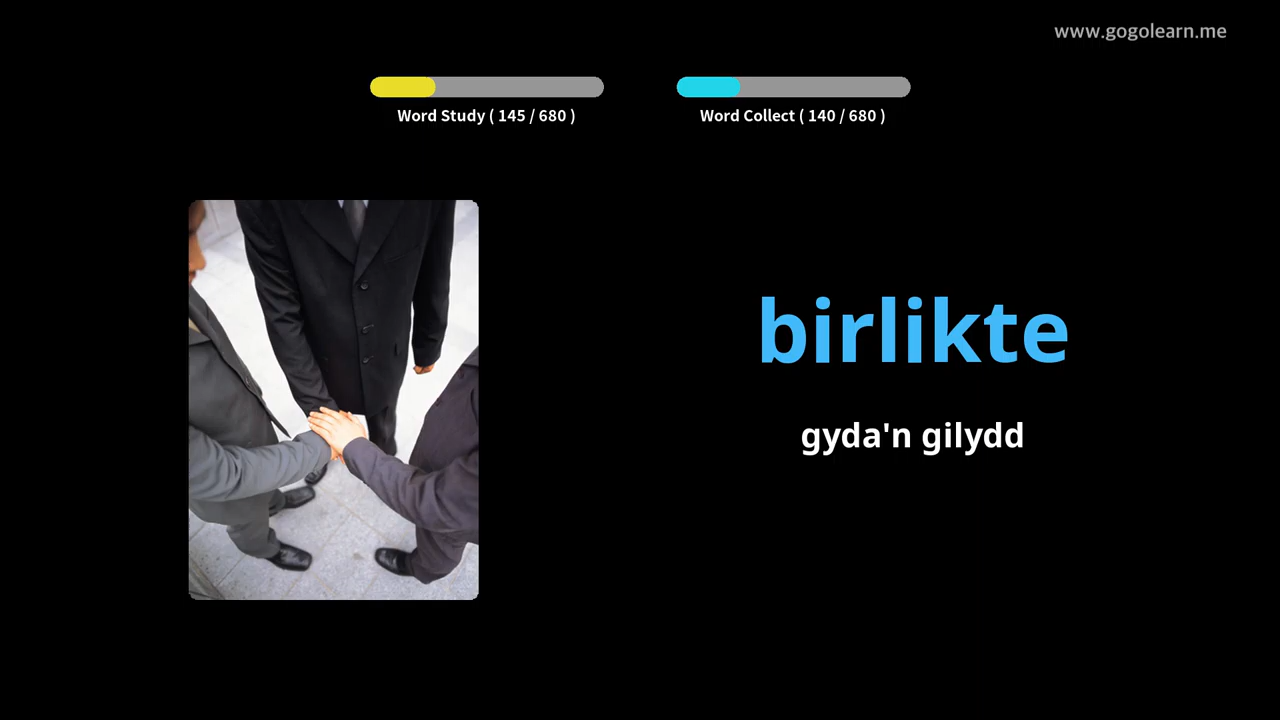 www.gogolearn.me
Word Study ( 145 / 680 )
Word Collect ( 140 / 680 )
birlikte
gyda'n gilydd